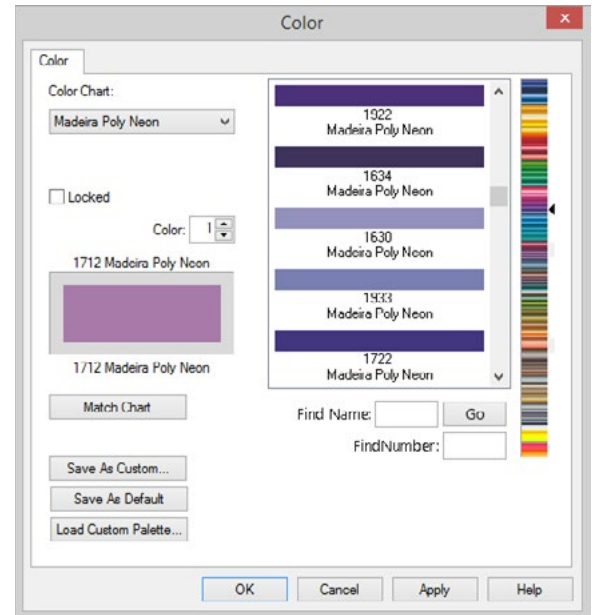 Color
Color
Color Chart:
Madeira Poly Neon
Locked
Color: 1
1712 Madeira Poly Neon
1712 Madeira Poly Neon
Match Chart
Save As Custom...
Save As Default
Load Custom Palette...
1922
Madeira Poly Neon
1634
Madeira Poly Neon
1630
Madeira Poly Neon
1933
Madeira Poly Neon
1722
Madeira Poly Neon
Find Name: Go
FindNumber:
OK Cancel Apply Help